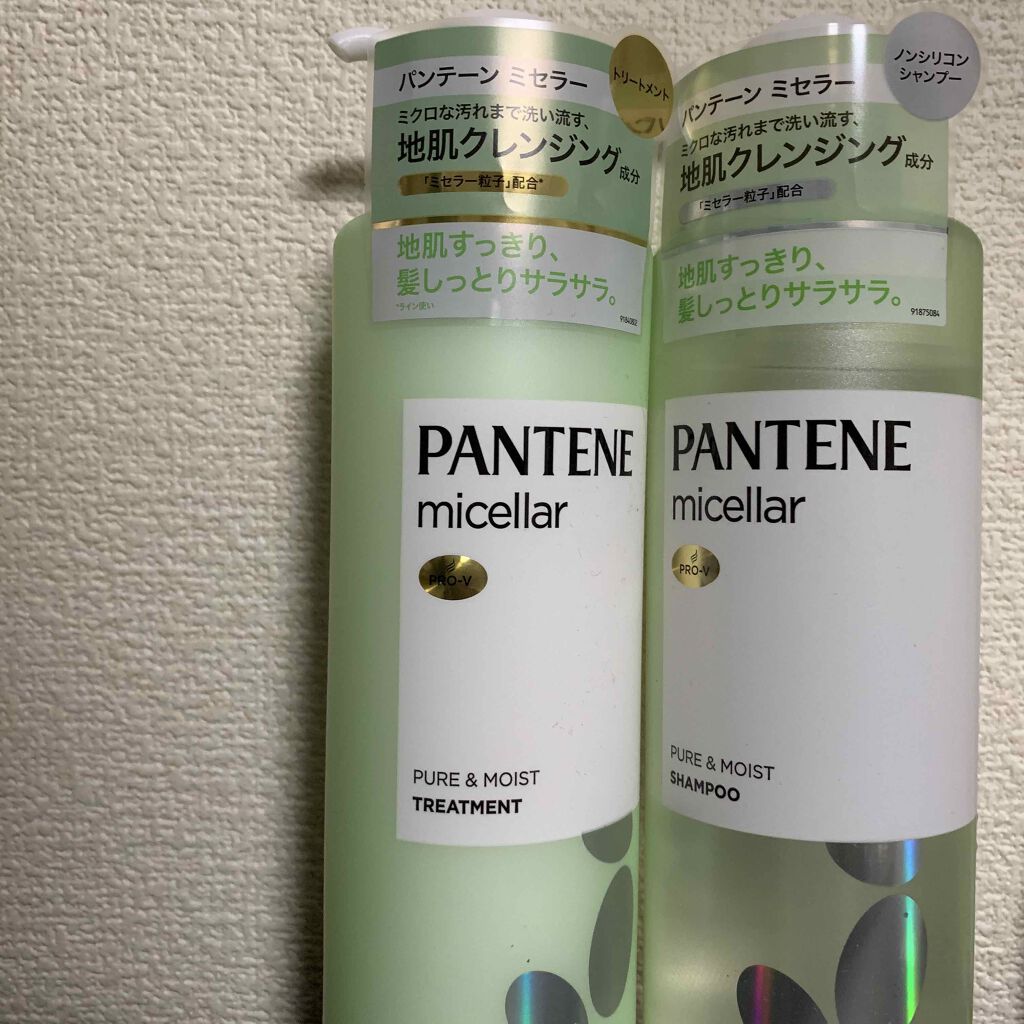 パンテーン ミセラー
トリートメント
ミクロな汚れまで洗い流す、
地肌クレンジング成分
「ミセラー粒子」配合*
地肌すっきり、
髪しっとりサラサラ。
*ライン使い
PANTENE
micellar
PRO-V
PURE & MOIST
TREATMENT
ノンシリコン
シャンプー
パンテーン ミセラー
ミクロな汚れまで洗い流す、
地肌クレンジング成分
「ミセラー粒子」配合
地肌すっきり、
髪しっとりサラサラ。
91875084
PANTENE
micellar
PRO-V
PURE & MOIST
SHAMPOO